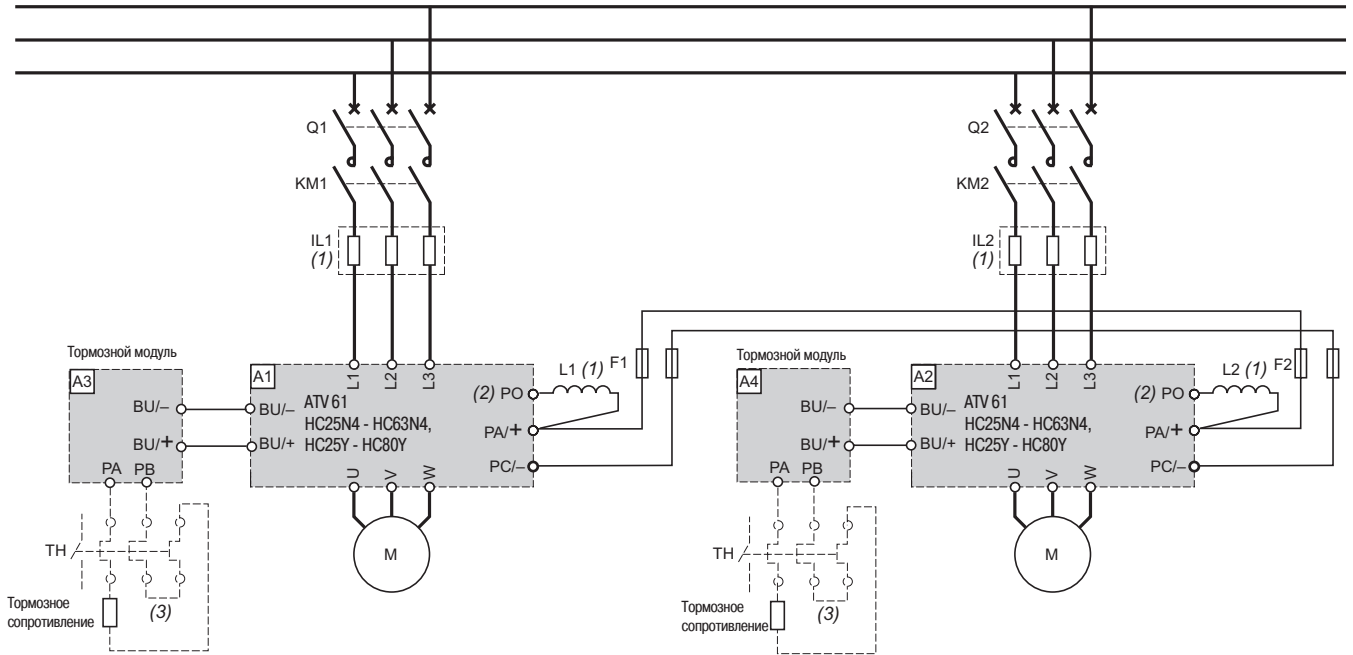 Q1
Q2
KM1
KM2
IL1
(1)
IL2
(1)
Тормозной модуль
A3
BU/–
BU/+
PA PB
A1
L1 L2 L3
BU/–
BU/+
ATV 61
HC25N4 - HC63N4,
HC25Y - HC80Y
(2) PO
PA/+
PC/–
U V W
L1 (1) F1
M
TH
Тормозное
сопротивление
(3)
Тормозной модуль
A4
BU/–
BU/+
PA PB
A2
L1 L2 L3
BU/–
BU/+
ATV 61
HC25N4 - HC63N4,
HC25Y - HC80Y
(2) PO
PA/+
PC/–
U V W
L2 (1) F2
M
TH
Тормозное
сопротивление
(3)